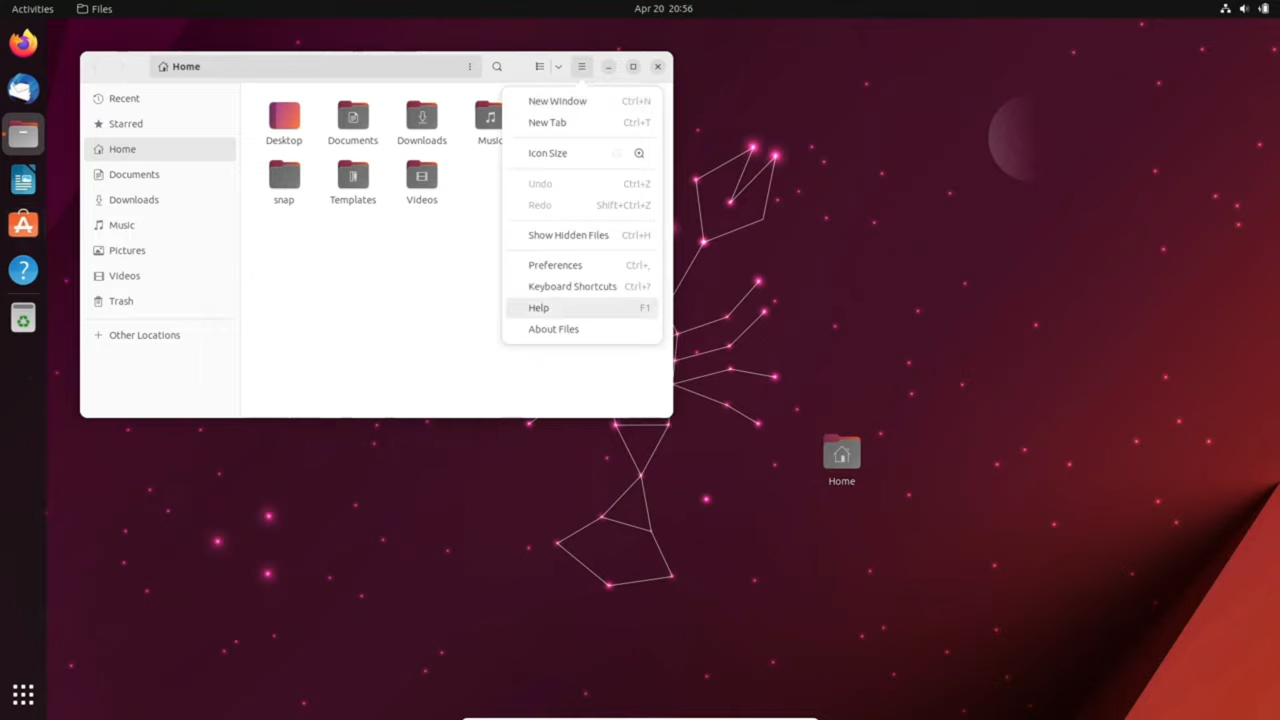 Activities Files Apr 20 20:56
Home
Recent
Starred
Home
Documents
Downloads
Music
Pictures
Videos
Trash
Other Locations
Desktop Documents Downloads Music
snap Templates Videos
New Window Ctrl+N
New Tab Ctrl+T
Icon Size
Undo Ctrl+Z
Redo Shift+Ctrl+Z
Show Hidden Files Ctrl+H
Preferences Ctrl+,
Keyboard Shortcuts Ctrl+?
Help F1
About Files
Home